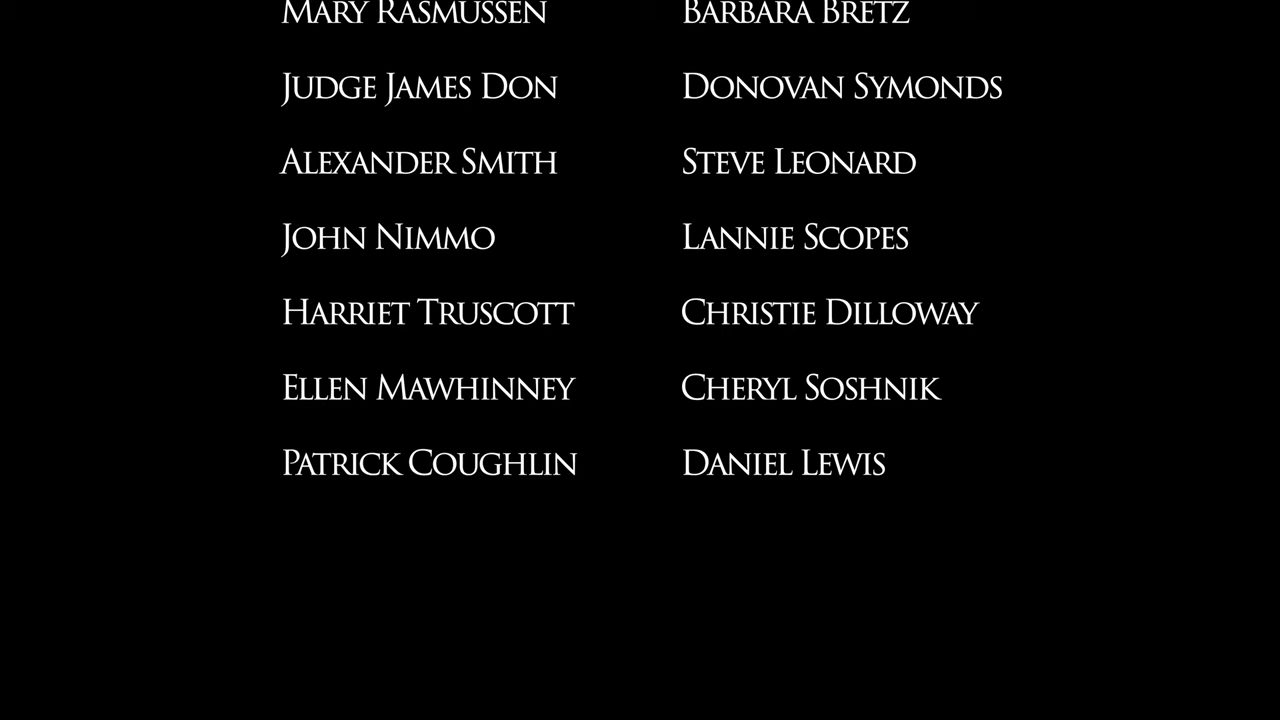 Mary Rasmussen Barbara Bretz
Judge James Don Donovan Symonds
Alexander Smith Steve Leonard
John Nimmo Lannie Scopes
Harriet Truscott Christie Dilloway
Ellen Mawhinney Cheryl Soshnik
Patrick Coughlin Daniel Lewis